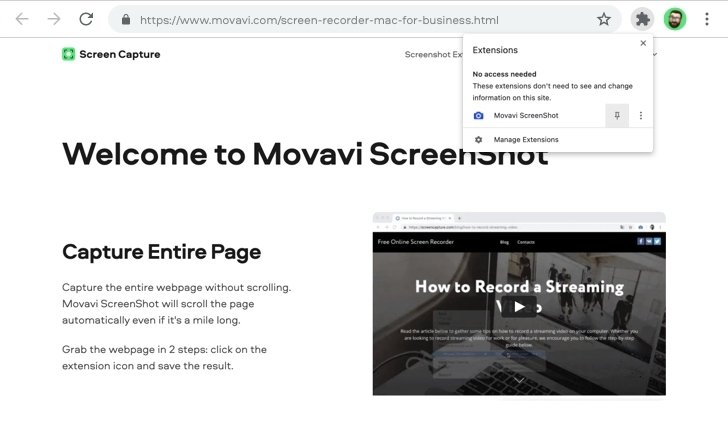 https://www.movavi.com/screen-recorder-mac-for-business.html
Screen Capture
Screenshot
Extensions
No access needed
These extensions don't need to see and change
information on this site.
Movavi ScreenShot
Manage Extensions
Welcome to Movavi ScreenShot
Capture Entire Page
Capture the entire webpage without scrolling.
Movavi ScreenShot will scroll the page
automatically even if it's a mile long.
Grab the webpage in 2 steps: click on the
extension icon and save the result.
How to Record a Streaming
https://screencapture.com/blog/how-to-record-streaming-video
Free Online Screen Recorder
Blog
Contacts
How to Record a Streaming
Read the article below to gather some tips on how to record a streaming video on your computer. Whether you
are looking to record streaming video for work or for pleasure, we encourage you to follow the step-by-step
guide below.